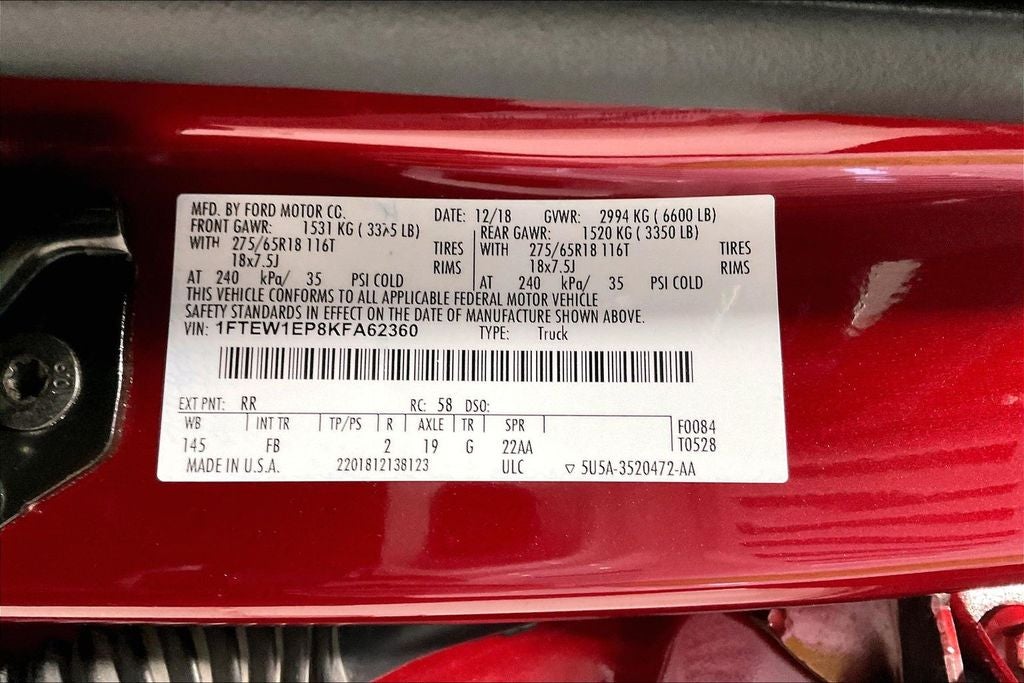 MFD. BY FORD MOTOR CO. DATE: 12/18 GVWR: 2994 KG ( 6600 LB)
FRONT GAWR: 1531 KG ( 3375 LB) REAR GAWR: 1520 KG ( 3350 LB)
WITH 275/65R18 116T TIRES WITH 275/65R18 116T TIRES
18x7.5J RIMS 18x7.5J RIMS
AT 240 kPa/ 35 PSI COLD AT 240 kPa/ 35 PSI COLD
THIS VEHICLE CONFORMS TO ALL APPLICABLE FEDERAL MOTOR VEHICLE
SAFETY STANDARDS IN EFFECT ON THE DATE OF MANUFACTURE SHOWN ABOVE.
VIN: 1FTEW1EP8KFA62360 TYPE: Truck
EXT PNT: RR RC: 58 DSO:
WB INT TR TP/PS R AXLE TR SPR F0084
145 FB 2 19 G 22AA T0528
MADE IN U.S.A. 2201812138123 ULC ▽ 5U5A-3520472-AA